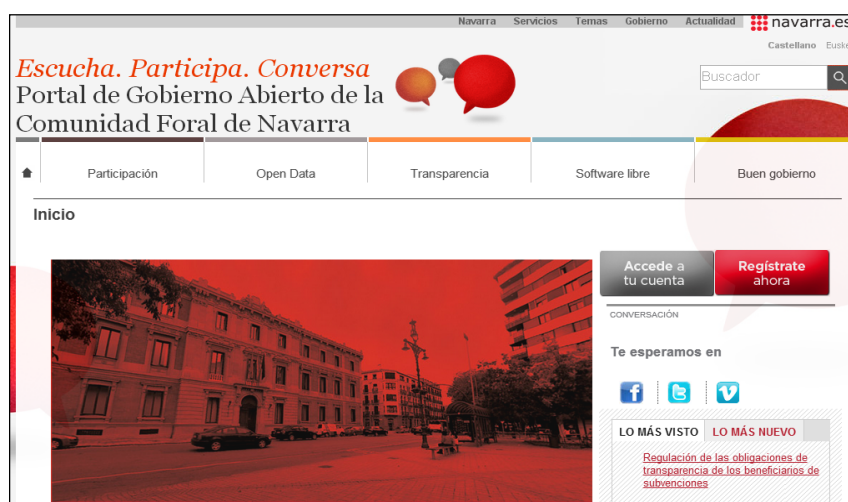 Navarra Servicios Temas Gobierno Actualidad navarra.es
Castellano Euske
Escucha. Participa. Conversa
Portal de Gobierno Abierto de la
Comunidad Foral de Navarra
Buscador
Participación Open Data Transparencia Software libre Buen gobierno
Inicio
Accede a
tu cuenta
Regístrate
ahora
CONVERSACIÓN
Te esperamos en
LO MÁS VISTO LO MÁS NUEVO
Regulación de las obligaciones de
transparencia de los beneficiarios de
subvenciones